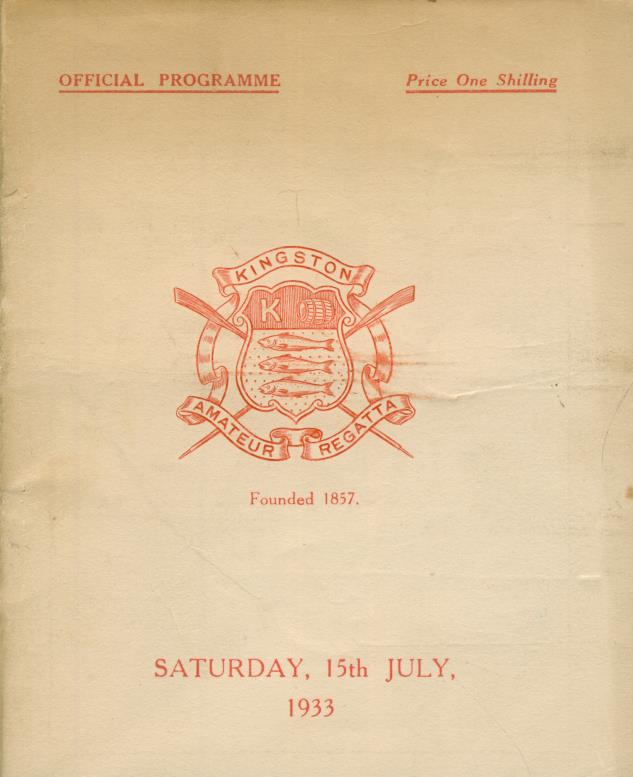 OFFICIAL PROGRAMME
Price One Shilling
KINGSTON
K
AMATEUR REGATTA
Founded 1857.
SATURDAY, 15th JULY,
1933